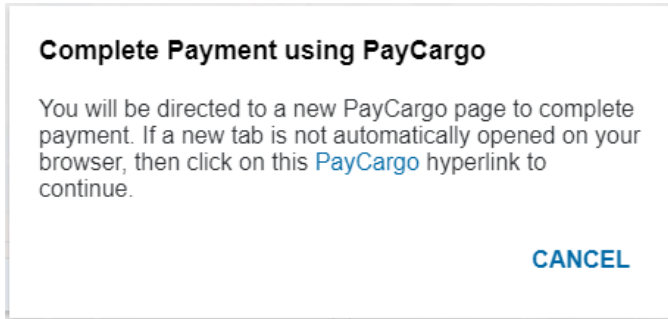 Complete Payment using PayCargo
You will be directed to a new PayCargo page to complete
payment. If a new tab is not automatically opened on your
browser, then click on this PayCargo hyperlink to
continue.
CANCEL